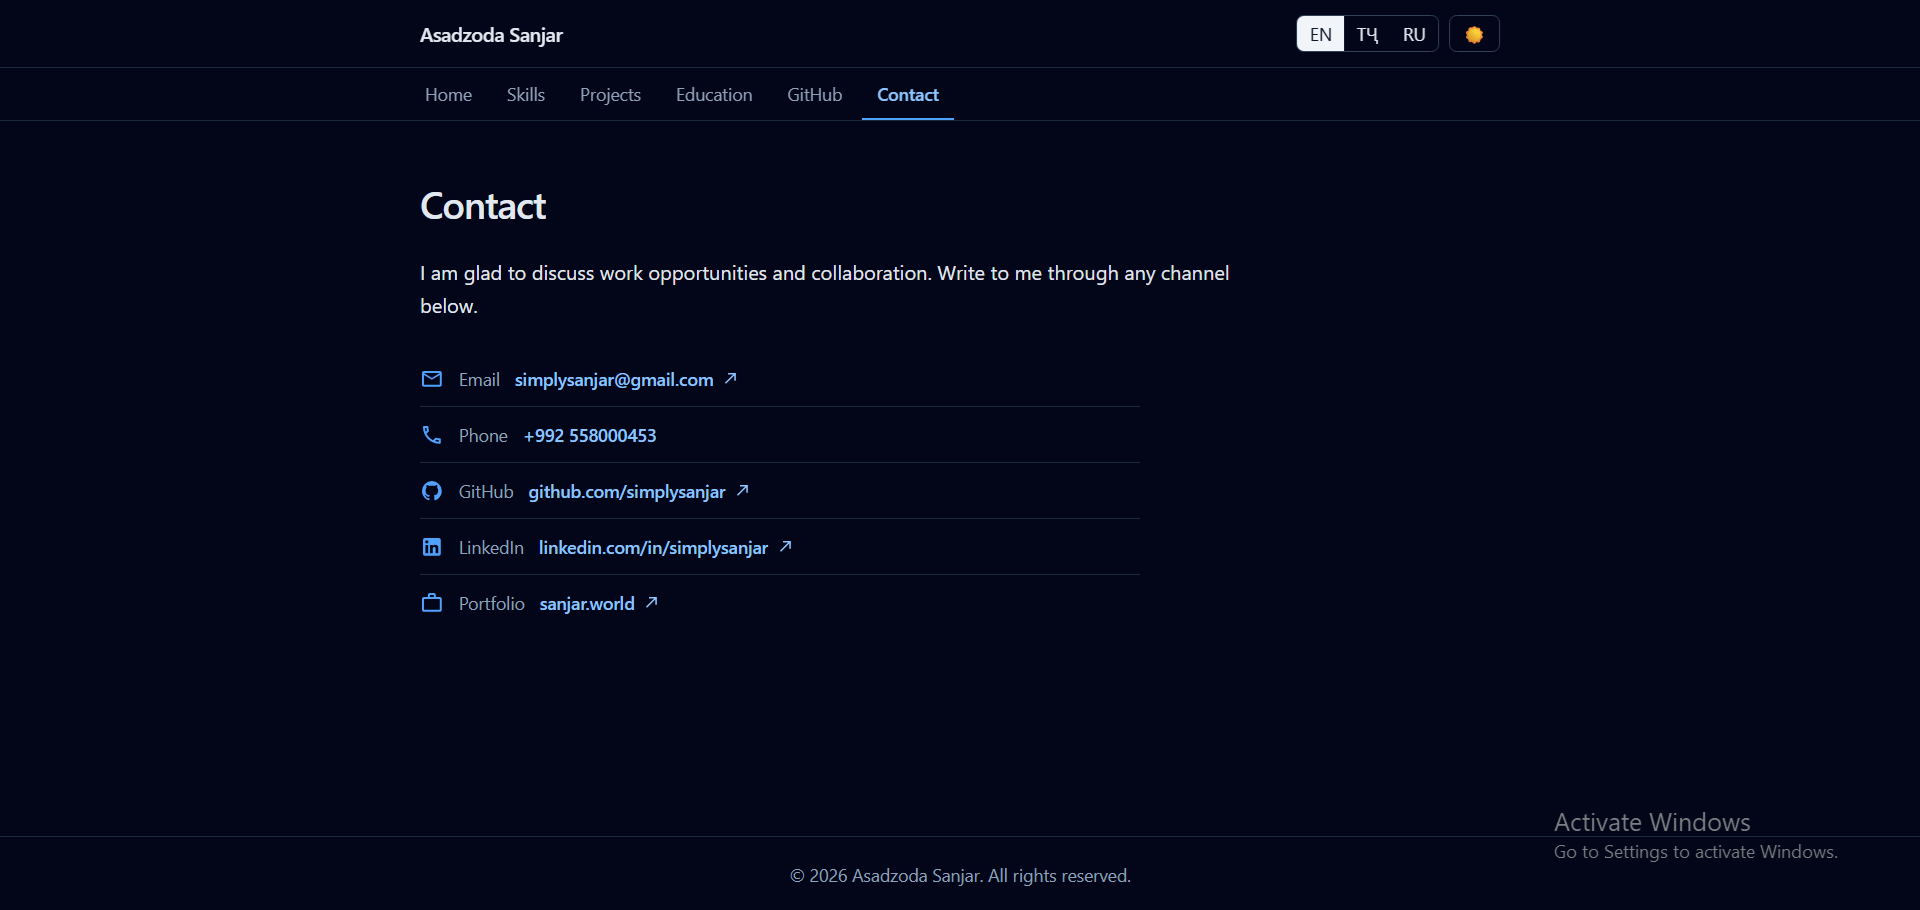 Asadzoda Sanjar
EN ТҶ RU
Home Skills Projects Education GitHub Contact
Contact
I am glad to discuss work opportunities and collaboration. Write to me through any channel
below.
Email simplysanjar@gmail.com ↗
Phone +992 558000453
GitHub github.com/simplysanjar ↗
LinkedIn linkedin.com/in/simplysanjar ↗
Portfolio sanjar.world ↗
Activate Windows
Go to Settings to activate Windows.
© 2026 Asadzoda Sanjar. All rights reserved.